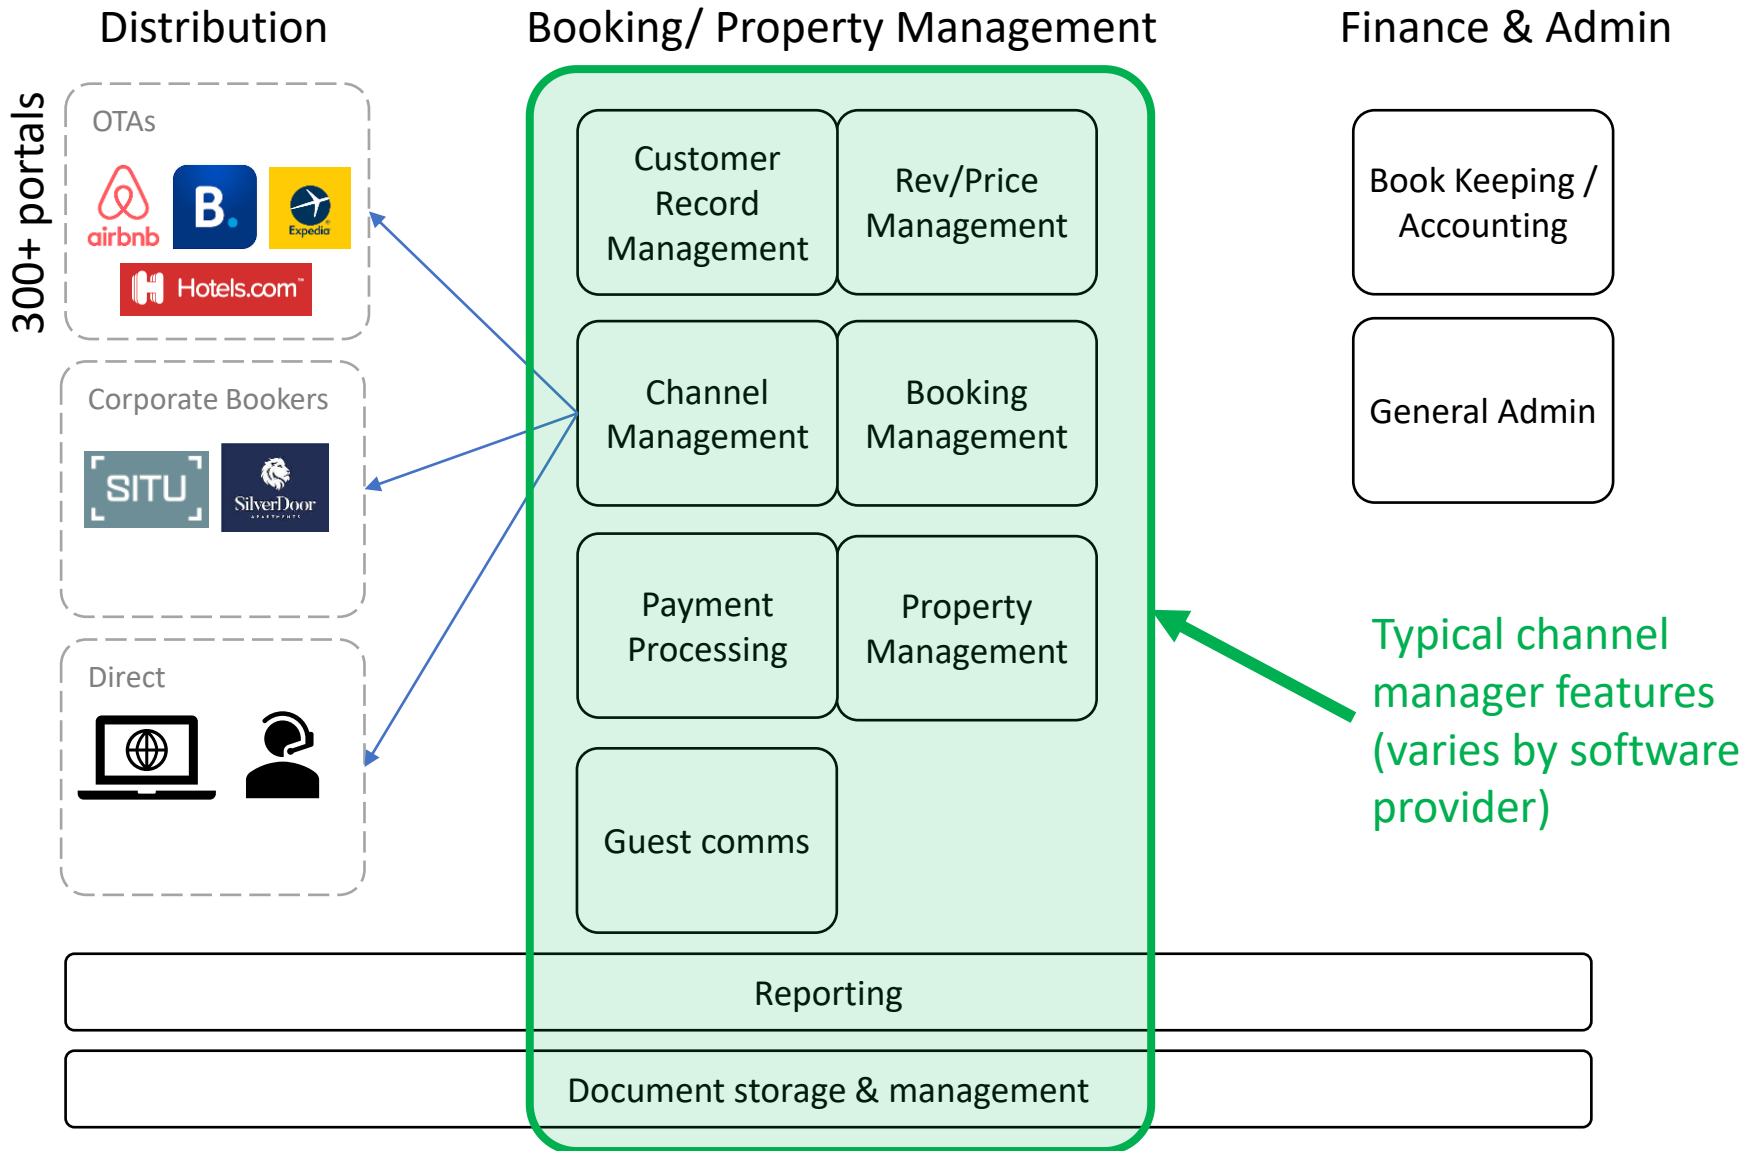 Distribution
Booking/ Property Management
Finance & Admin
300+ portals
OTAs
airbnb
B.
Expedia®
H Hotels.com™
Corporate Bookers
SITU
SilverDoor
APARTMENTS
Direct
Customer
Record
Management
Rev/Price
Management
Channel
Management
Booking
Management
Payment
Processing
Property
Management
Guest comms
Book Keeping /
Accounting
General Admin
Typical channel
manager features
(varies by software
provider)
Reporting
Document storage & management